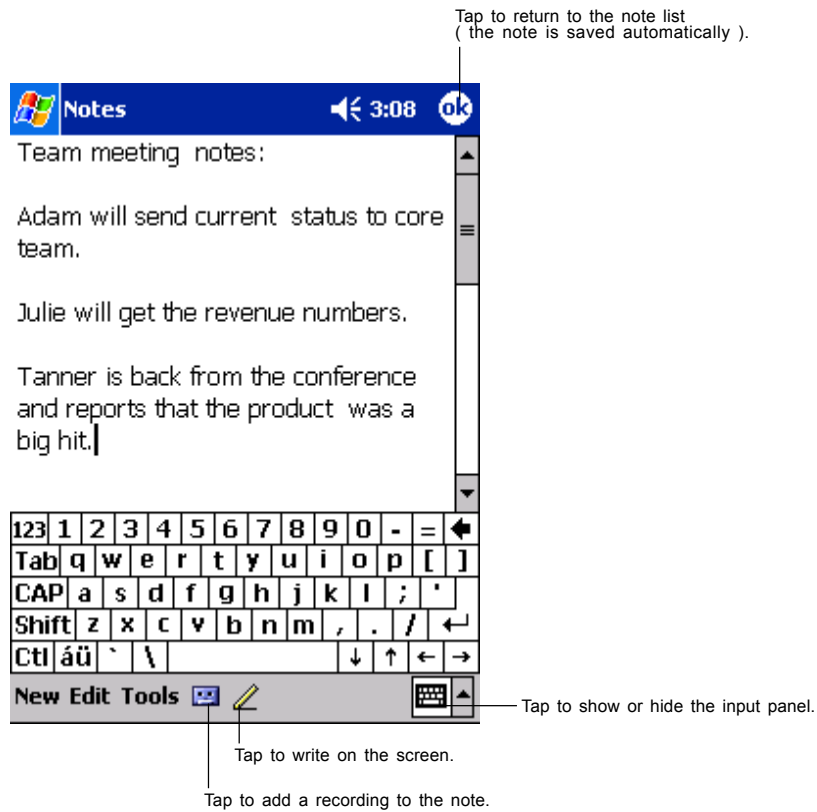 Tap to return to the note list
( the note is saved automatically ).
Notes 3:08 ok
Team meeting notes:
Adam will send current status to core
team.
Julie will get the revenue numbers.
Tanner is back from the conference
and reports that the product was a
big hit.
123 1 2 3 4 5 6 7 8 9 0 - =
Tab q w e r t y u i o p [ ]
CAP a s d f g h j k l ; '
Shift z x c v b n m , . /
Ctl áü ` \ ↓ ↑ ← →
New Edit Tools
Tap to show or hide the input panel.
Tap to write on the screen.
Tap to add a recording to the note.